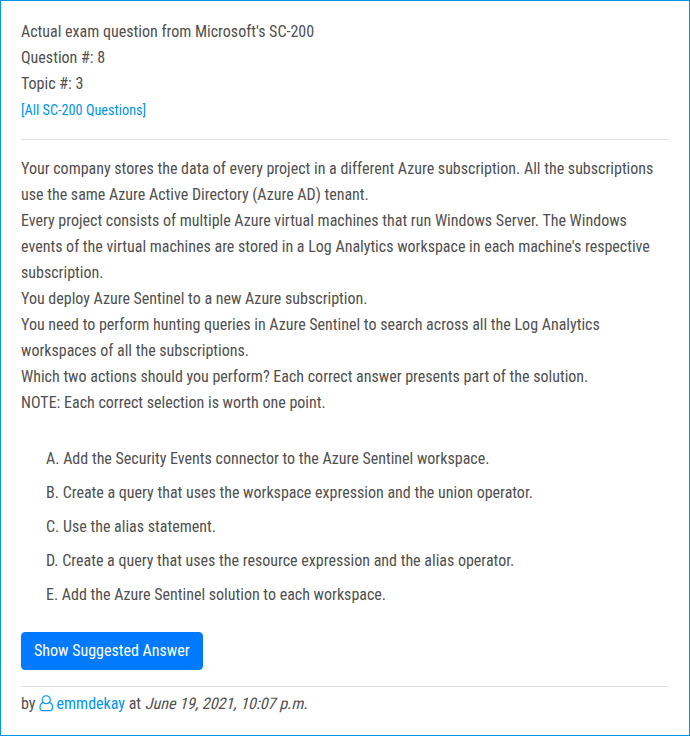 Actual exam question from Microsoft's SC-200
Question #: 8
Topic #: 3
[All SC-200 Questions]
Your company stores the data of every project in a different Azure subscription. All the subscriptions
use the same Azure Active Directory (Azure AD) tenant.
Every project consists of multiple Azure virtual machines that run Windows Server. The Windows
events of the virtual machines are stored in a Log Analytics workspace in each machine's respective
subscription.
You deploy Azure Sentinel to a new Azure subscription.
You need to perform hunting queries in Azure Sentinel to search across all the Log Analytics
workspaces of all the subscriptions.
Which two actions should you perform? Each correct answer presents part of the solution.
NOTE: Each correct selection is worth one point.
A. Add the Security Events connector to the Azure Sentinel workspace.
B. Create a query that uses the workspace expression and the union operator.
C. Use the alias statement.
D. Create a query that uses the resource expression and the alias operator.
E. Add the Azure Sentinel solution to each workspace.
Show Suggested Answer
by emmdekay at June 19, 2021, 10:07 p.m.